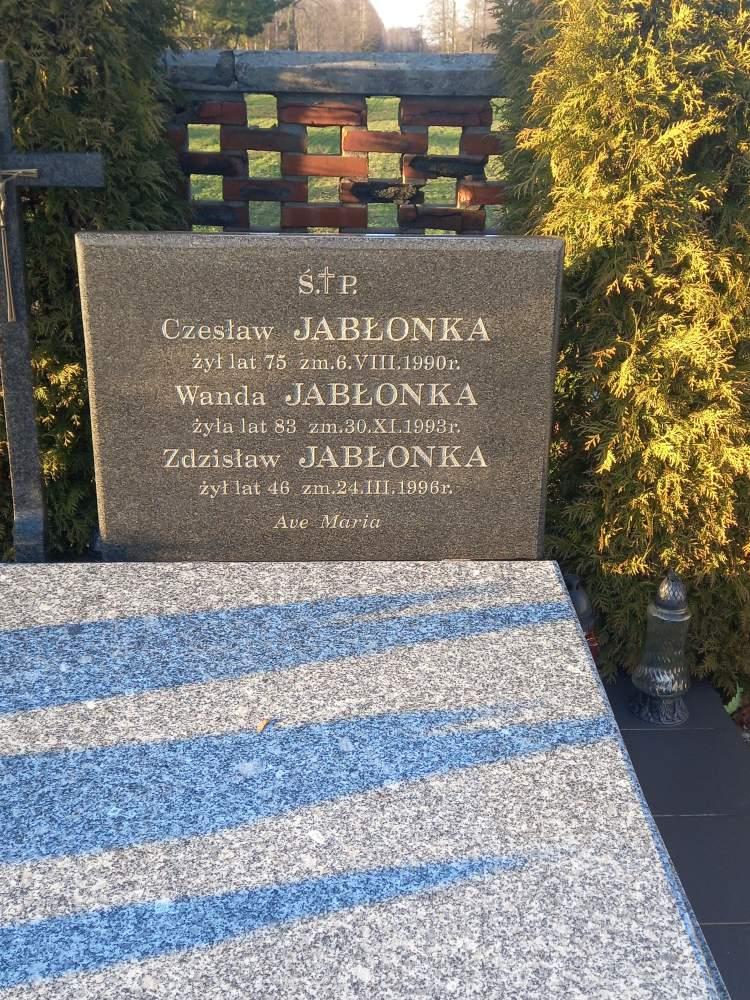 Ś.†P.
Czesław JABŁONKA
żył lat 75 zm.6.VIII.1990r.
Wanda JABŁONKA
żyła lat 83 zm.30.XI.1993r.
Zdzisław JABŁONKA
żył lat 46 zm.24.III.1996r.
Ave Maria